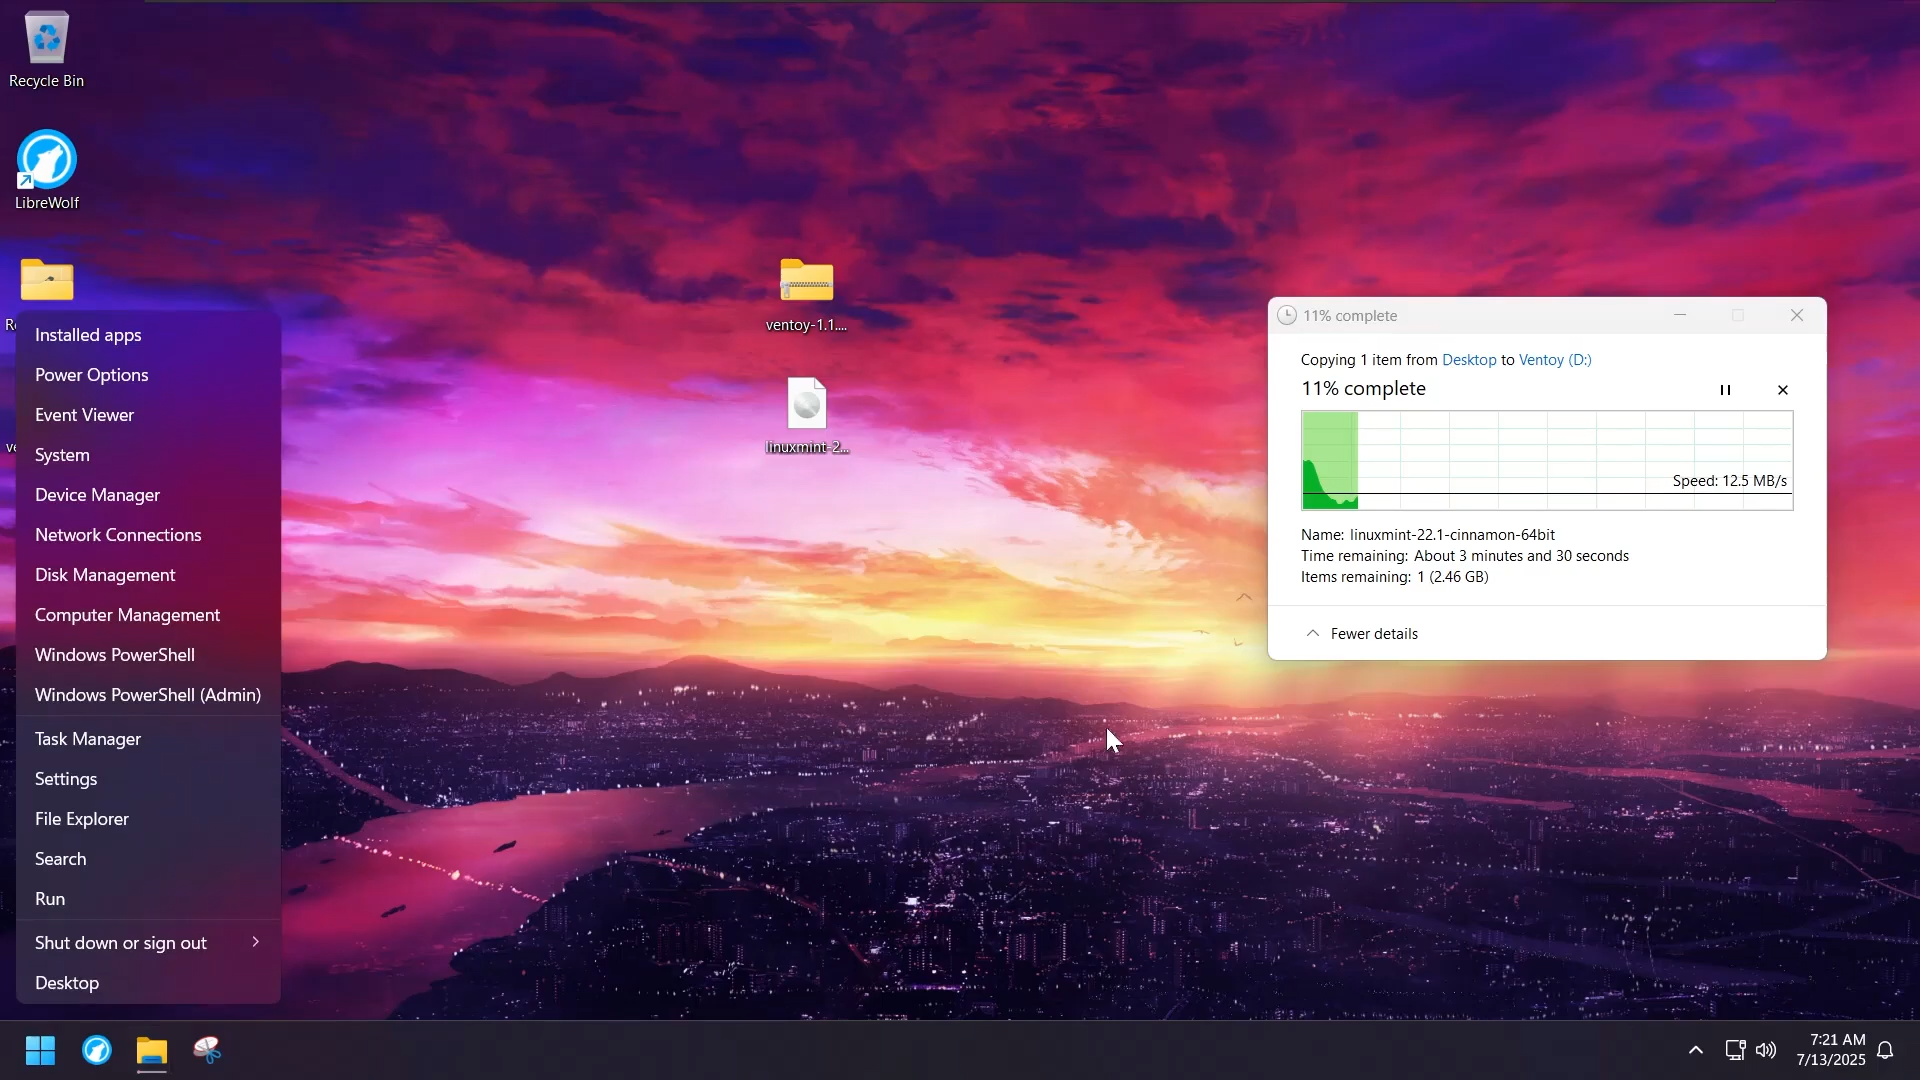 Recycle Bin
LibreWolf
ventoy-1.1....
linuxmint-2...
Installed apps
Power Options
Event Viewer
System
Device Manager
Network Connections
Disk Management
Computer Management
Windows PowerShell
Windows PowerShell (Admin)
Task Manager
Settings
File Explorer
Search
Run
Shut down or sign out
Desktop
11% complete
Copying 1 item from Desktop to Ventoy (D:)
11% complete
Speed: 12.5 MB/s
Name: linuxmint-22.1-cinnamon-64bit
Time remaining: About 3 minutes and 30 seconds
Items remaining: 1 (2.46 GB)
Fewer details
7:21 AM
7/13/2025